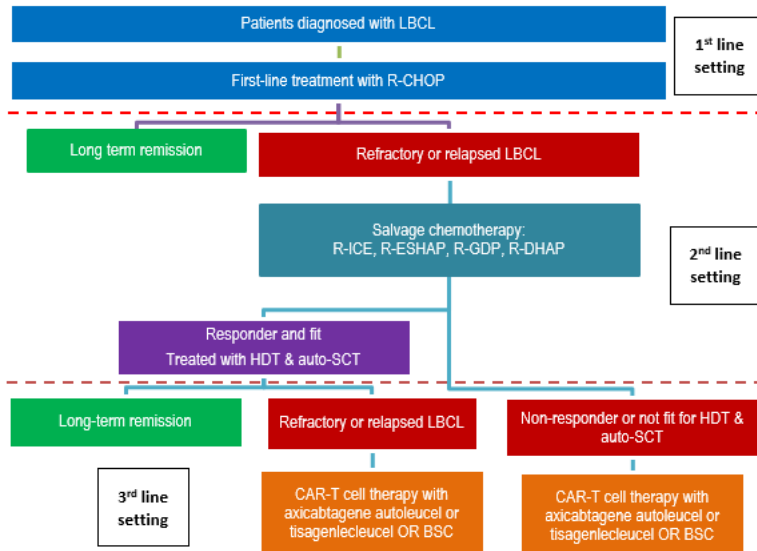 Patients diagnosed with LBCL
1st line
setting
First-line treatment with R-CHOP
Long term remission
Refractory or relapsed LBCL
Salvage chemotherapy:
R-ICE, R-ESHAP, R-GDP, R-DHAP
2nd line
setting
Responder and fit
Treated with HDT & auto-SCT
Long-term remission
Refractory or relapsed LBCL
Non-responder or not fit for HDT &
auto-SCT
3rd line
setting
CAR-T cell therapy with
axicabtagene autoleucel or
tisagenlecleucel OR BSC
CAR-T cell therapy with
axicabtagene autoleucel or
tisagenlecleucel OR BSC